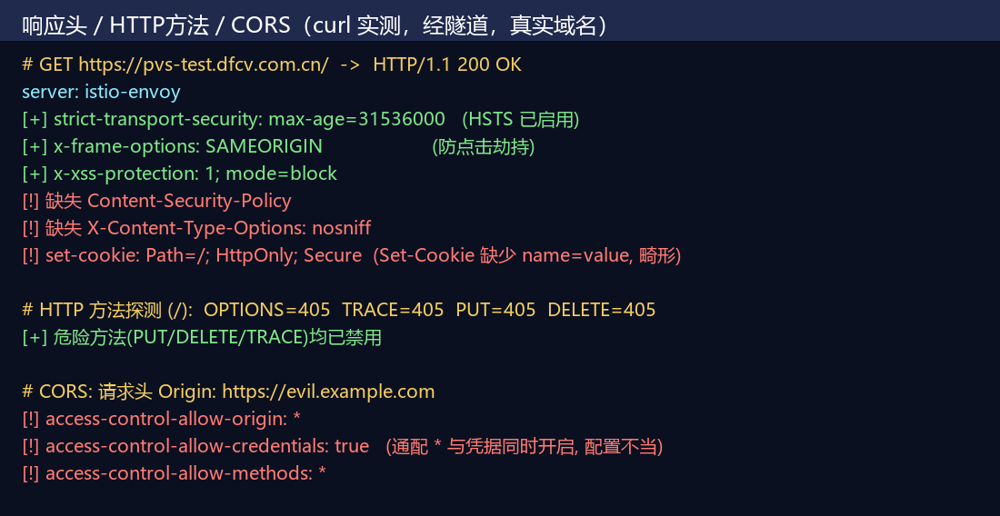 响应头 / HTTP方法 / CORS（curl 实测，经隧道，真实域名）
# GET https://pvs-test.dfcv.com.cn/  ->  HTTP/1.1 200 OK
server: istio-envoy
[+] strict-transport-security: max-age=31536000   (HSTS 已启用)
[+] x-frame-options: SAMEORIGIN                    (防点击劫持)
[+] x-xss-protection: 1; mode=block
[!] 缺失 Content-Security-Policy
[!] 缺失 X-Content-Type-Options: nosniff
[!] set-cookie: Path=/; HttpOnly; Secure  (Set-Cookie 缺少 name=value, 畸形)
# HTTP 方法探测 (/):  OPTIONS=405  TRACE=405  PUT=405  DELETE=405
[+] 危险方法(PUT/DELETE/TRACE)均已禁用
# CORS: 请求头 Origin: https://evil.example.com
[!] access-control-allow-origin: *
[!] access-control-allow-credentials: true   (通配 * 与凭据同时开启, 配置不当)
[!] access-control-allow-methods: *